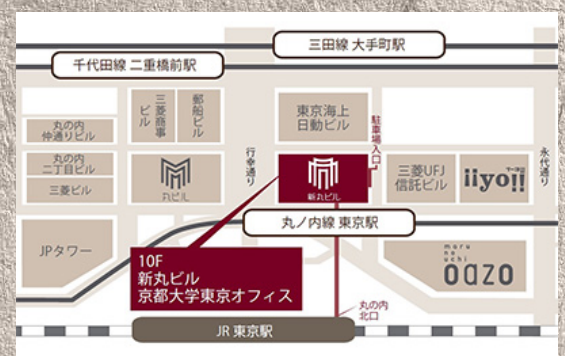 三田線 大手町駅
千代田線 二重橋前駅
丸の内
仲通りビル
三菱商事
ビル
郵船ビル
東京海上
日動ビル
駐車場入口
丸の内
二丁目ビル
三菱ビル
丸ビル
行幸通り
新丸ビル
三菱UFJ
信託ビル
iiyo!!
永代通り
丸ノ内線 東京駅
JPタワー
10F
新丸ビル
京都大学東京オフィス
maru
no
uchi
oazo
丸の内
北口
JR 東京駅